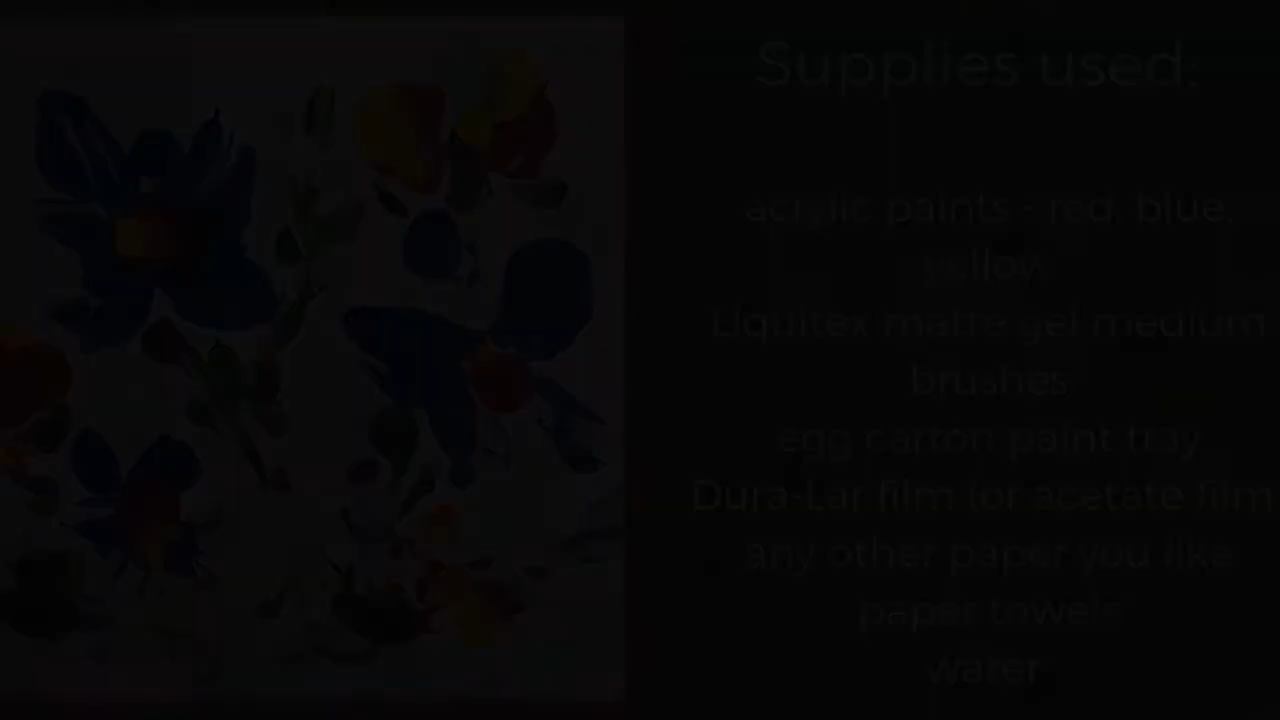 Supplies used:
acrylic paints - red, blue,
yellow
Liquitex matte gel medium
brushes
egg carton paint tray
Dura-Lar film (or acetate film
any other paper you like
paper towels
water